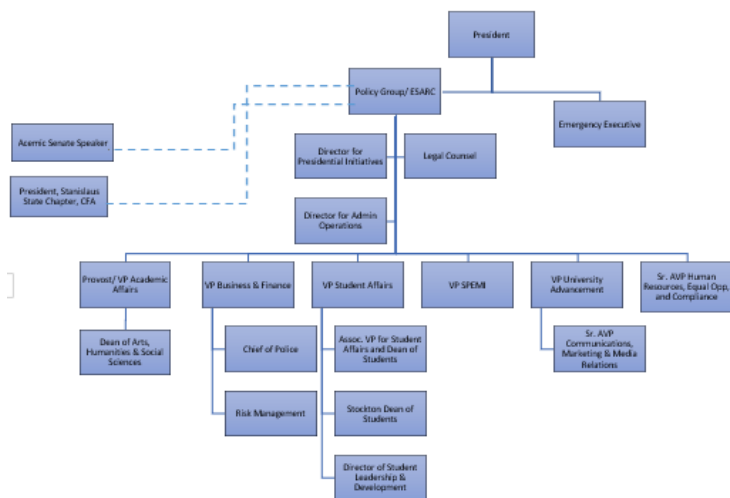 President
Policy Group/ ESARC
Emergency Executive
Acemic Senate Speaker
Director for
Presidential Initiatives
Legal Counsel
President, Stanislaus
State Chapter, CFA
Director for Admin
Operations
Provost/ VP Academic
Affairs
VP Business & Finance
VP Student Affairs
VP SPEMI
VP University
Advancement
Sr. AVP Human
Resources, Equal Opp,
and Compliance
Dean of Arts,
Humanities & Social
Sciences
Chief of Police
Assoc. VP for Student
Affairs and Dean of
Students
Sr. AVP
Communications,
Marketing & Media
Relations
Risk Management
Stockton Dean of
Students
Director of Student
Leadership &
Development